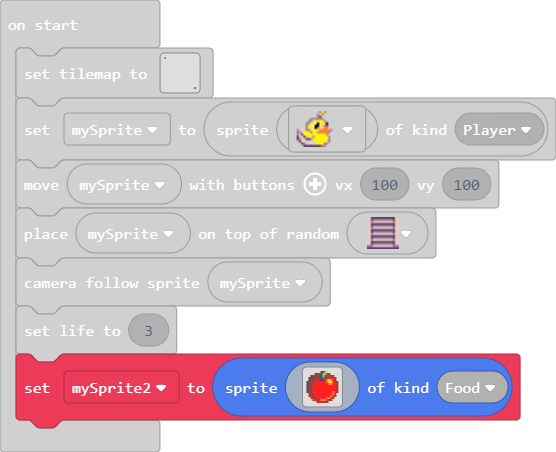 on start
set tilemap to
set mySprite to sprite of kind Player
move mySprite with buttons vx 100 vy 100
place mySprite on top of random
camera follow sprite mySprite
set life to 3
set mySprite2 to sprite of kind Food